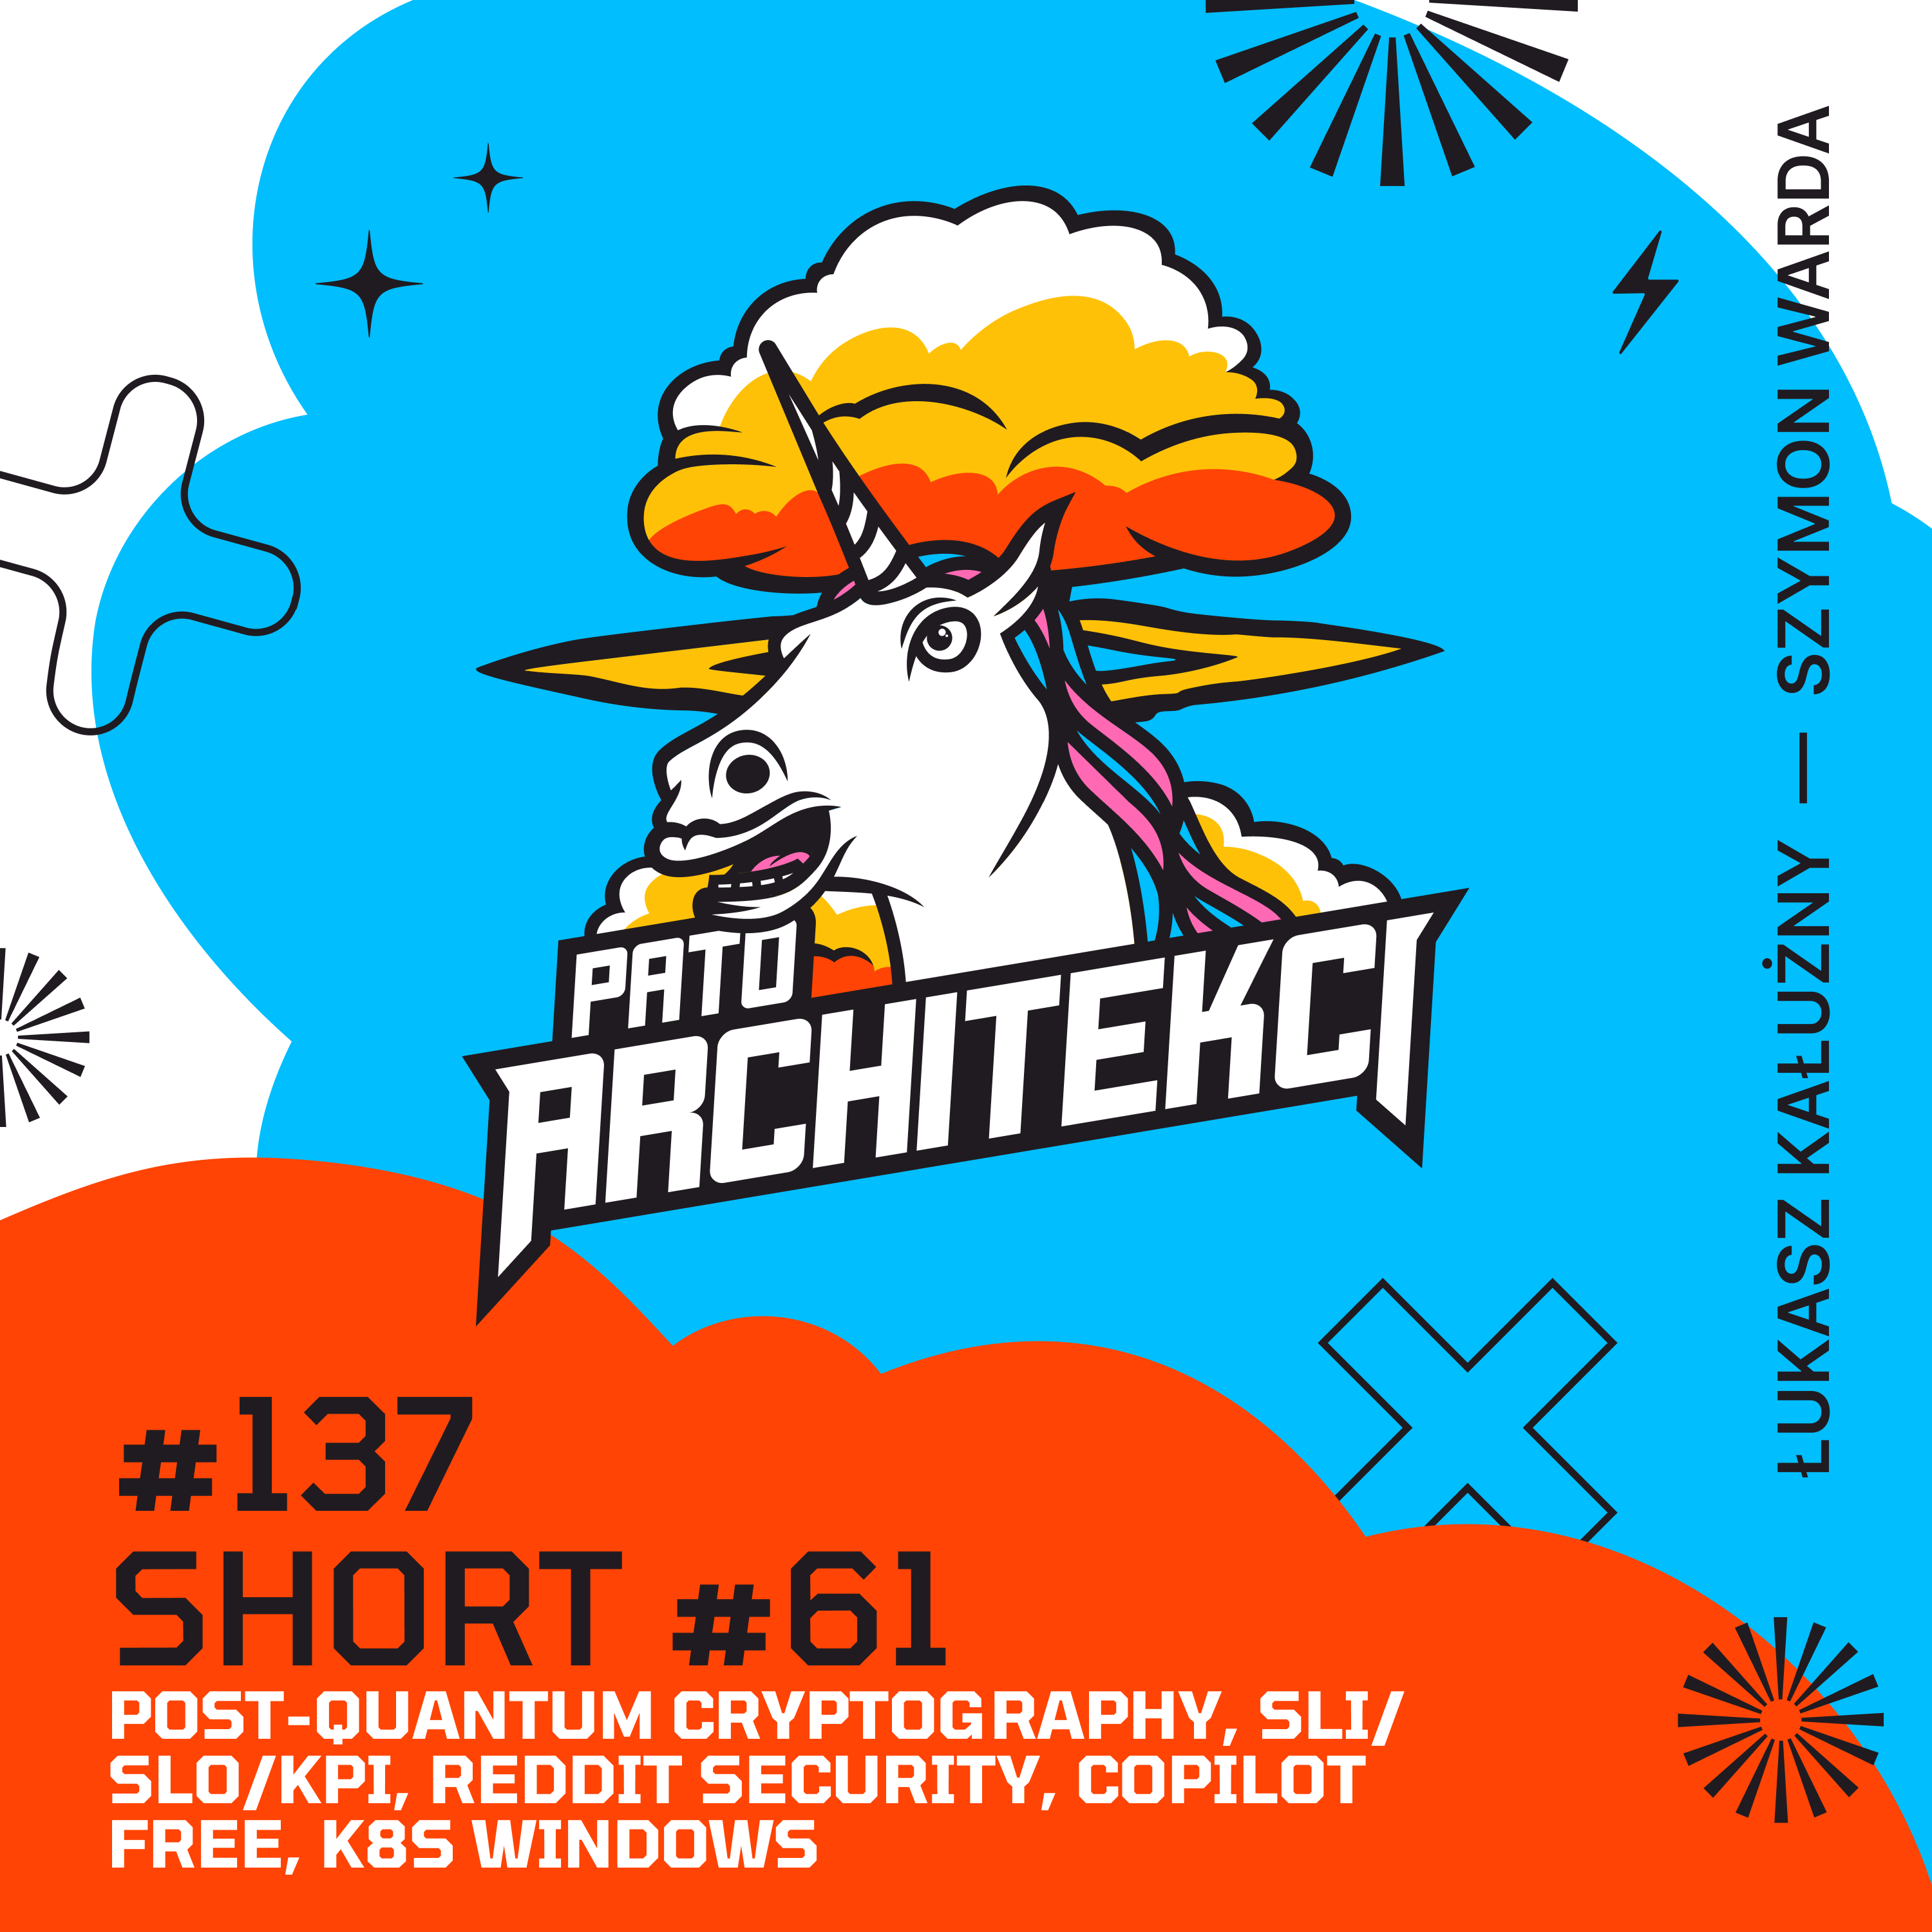 PATO
ARCHITEKCI
ŁUKASZ KAŁUŻNY — SZYMON WARDA
#137
SHORT #61
POST-QUANTUM CRYPTOGRAPHY, SLI/
SLO/KPI, REDDIT SECURITY, COPILOT
FREE, K8S WINDOWS